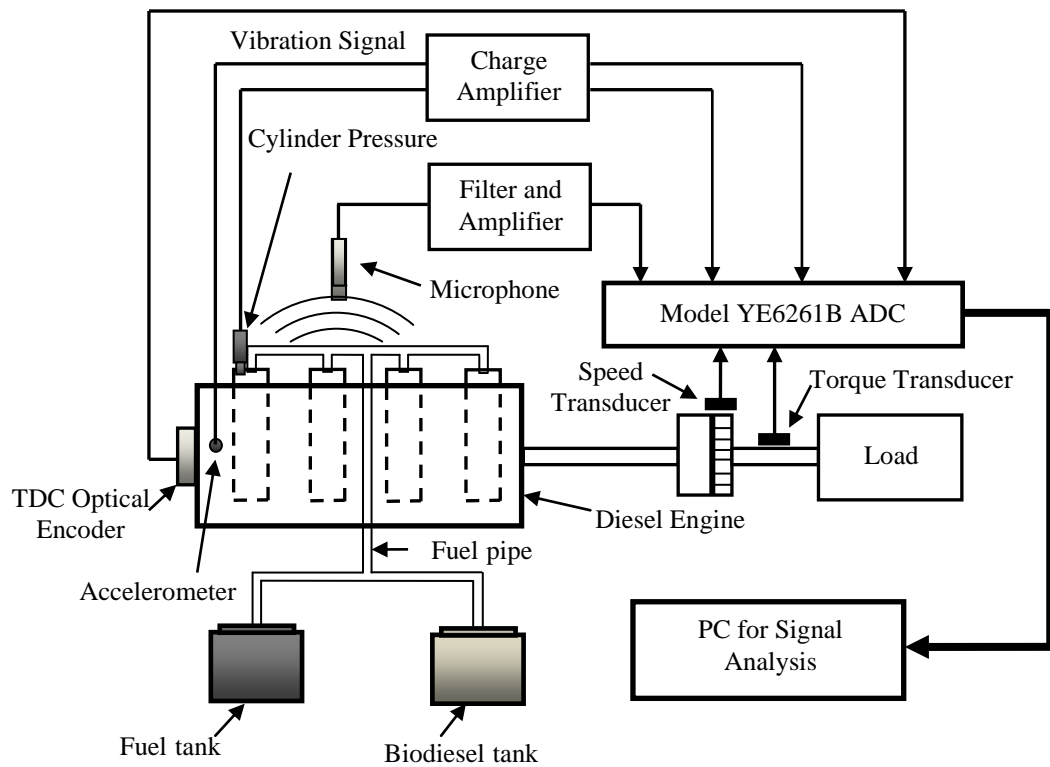 Vibration Signal
Charge
Amplifier
Cylinder Pressure
Filter and
Amplifier
Microphone
Model YE6261B ADC
Speed
Transducer
Torque Transducer
Load
TDC Optical
Encoder
Diesel Engine
Fuel pipe
Accelerometer
PC for Signal
Analysis
Fuel tank
Biodiesel tank